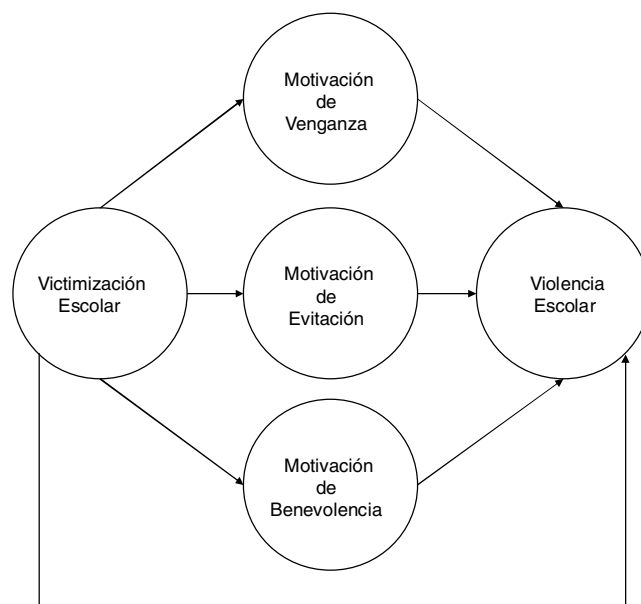 Motivación
de
Venganza
Victimización
Escolar
Motivación
de
Evitación
Violencia
Escolar
Motivación
de
Benevolencia